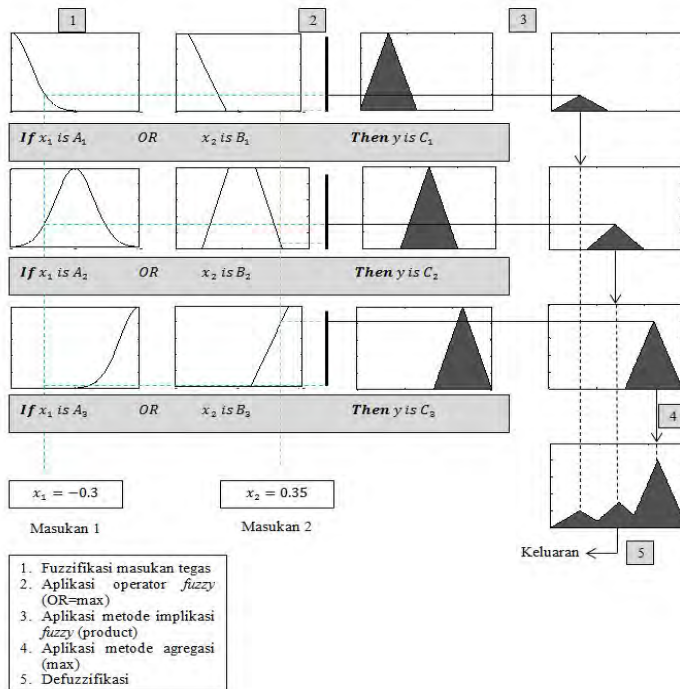 1
2
3
If x₁ is A₁ OR x₂ is B₁ Then y is C₁
If x₁ is A₂ OR x₂ is B₂ Then y is C₂
If x₁ is A₃ OR x₂ is B₃ Then y is C₃
4
x₁ = −0.3
x₂ = 0.35
Masukan 1
Masukan 2
Keluaran
5
1. Fuzzifikasi masukan tegas
2. Aplikasi operator fuzzy
(OR=max)
3. Aplikasi metode implikasi
fuzzy (product)
4. Aplikasi metode agregasi
(max)
5. Defuzzifikasi